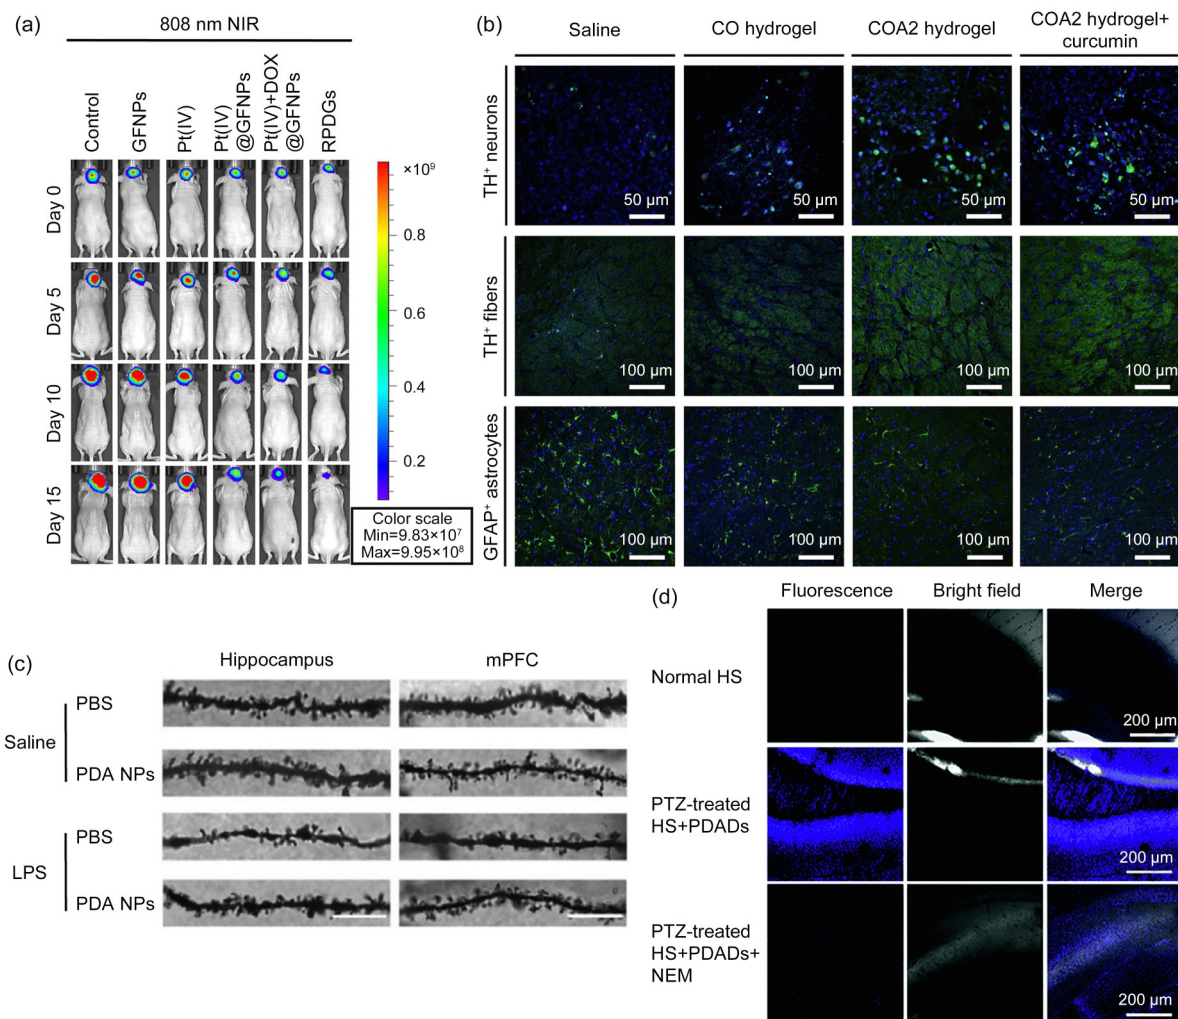 (a)
808 nm NIR
Control
GFNPs
Pt(IV)
Pt(IV)
@GFNPs
Pt(IV)+DOX
@GFNPs
RPDGs
Day 0
Day 5
Day 10
Day 15
×10⁹
0.8
0.6
0.4
0.2
Color scale
Min=9.83×10⁷
Max=9.95×10⁸
(b)
Saline
CO hydrogel
COA2 hydrogel
COA2 hydrogel+
curcumin
TH⁺ neurons
50 µm
50 µm
50 µm
50 µm
TH⁺ fibers
100 µm
100 µm
100 µm
100 µm
GFAP⁺ astrocytes
100 µm
100 µm
100 µm
100 µm
(c)
Hippocampus
mPFC
Saline
PBS
PDA NPs
LPS
PBS
PDA NPs
(d)
Fluorescence
Bright field
Merge
Normal HS
200 µm
PTZ-treated
HS+PDADs
200 µm
PTZ-treated
HS+PDADs+
NEM
200 µm